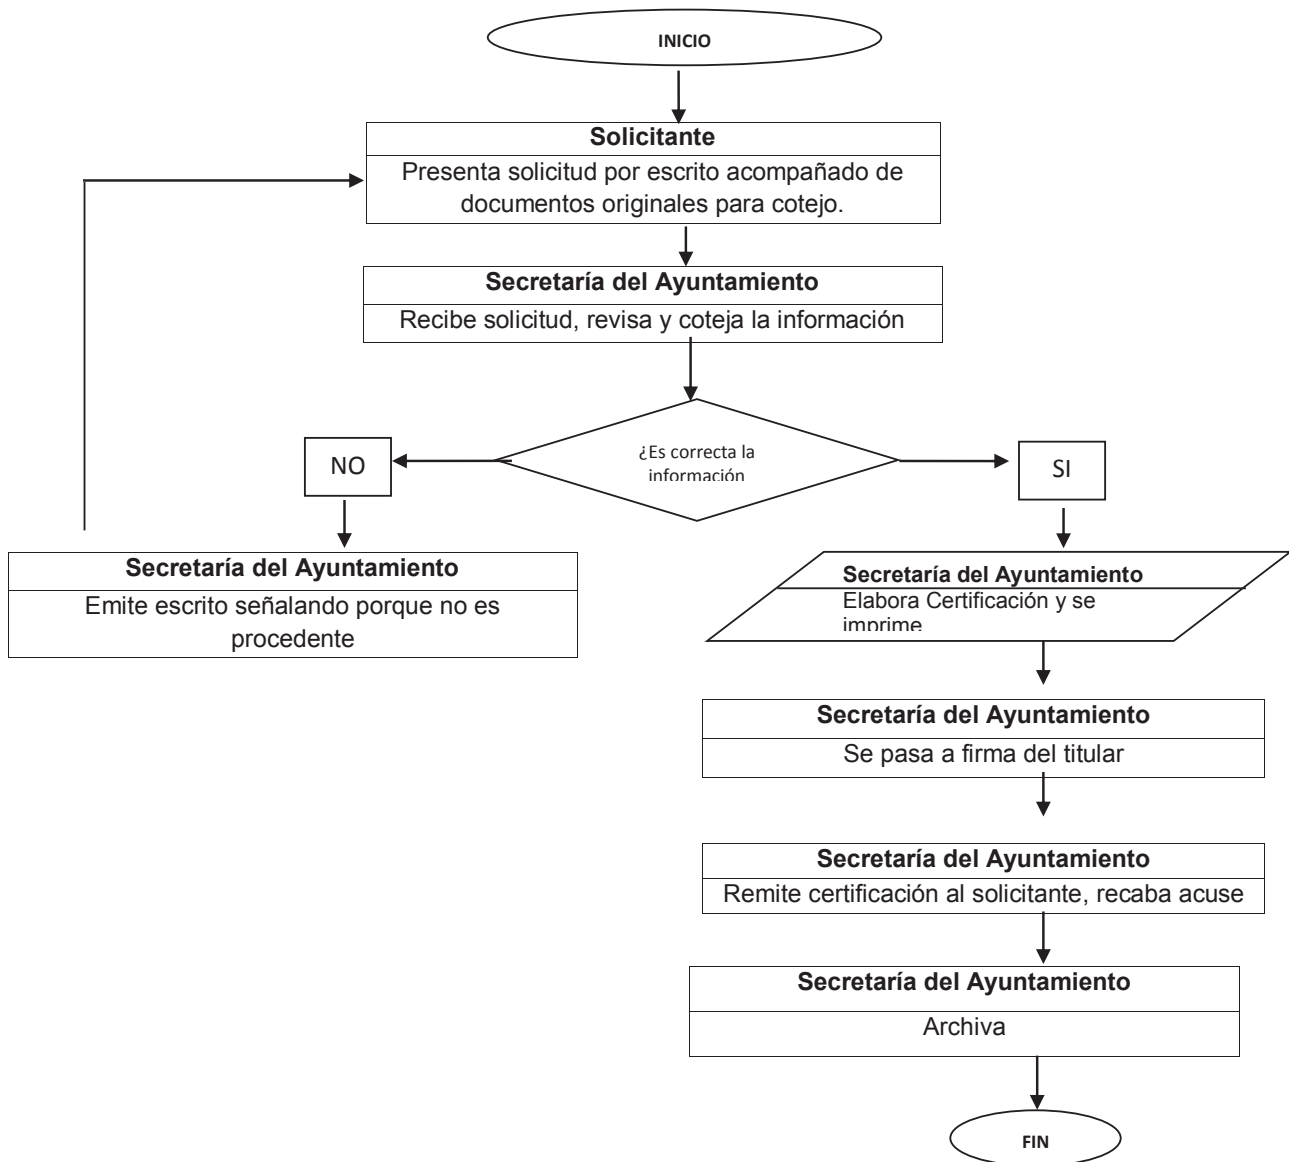 INICIO
Solicitante
Presenta solicitud por escrito acompañado de
documentos originales para cotejo.
Secretaría del Ayuntamiento
Recibe solicitud, revisa y coteja la información
¿Es correcta la
información
NO
SI
Secretaría del Ayuntamiento
Emite escrito señalando porque no es
procedente
Secretaría del Ayuntamiento
Elabora Certificación y se
imprime
Secretaría del Ayuntamiento
Se pasa a firma del titular
Secretaría del Ayuntamiento
Remite certificación al solicitante, recaba acuse
Secretaría del Ayuntamiento
Archiva
FIN